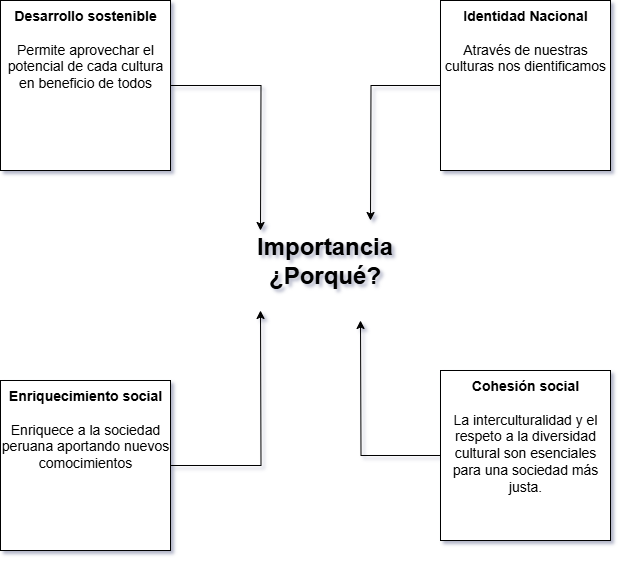 Desarrollo sostenible
Permite aprovechar el
potencial de cada cultura
en beneficio de todos
Identidad Nacional
Através de nuestras
culturas nos dientificamos
Importancia
¿Porqué?
Enriquecimiento social
Enriquece a la sociedad
peruana aportando nuevos
comocimientos
Cohesión social
La interculturalidad y el
respeto a la diversidad
cultural son esenciales
para una sociedad más
justa.